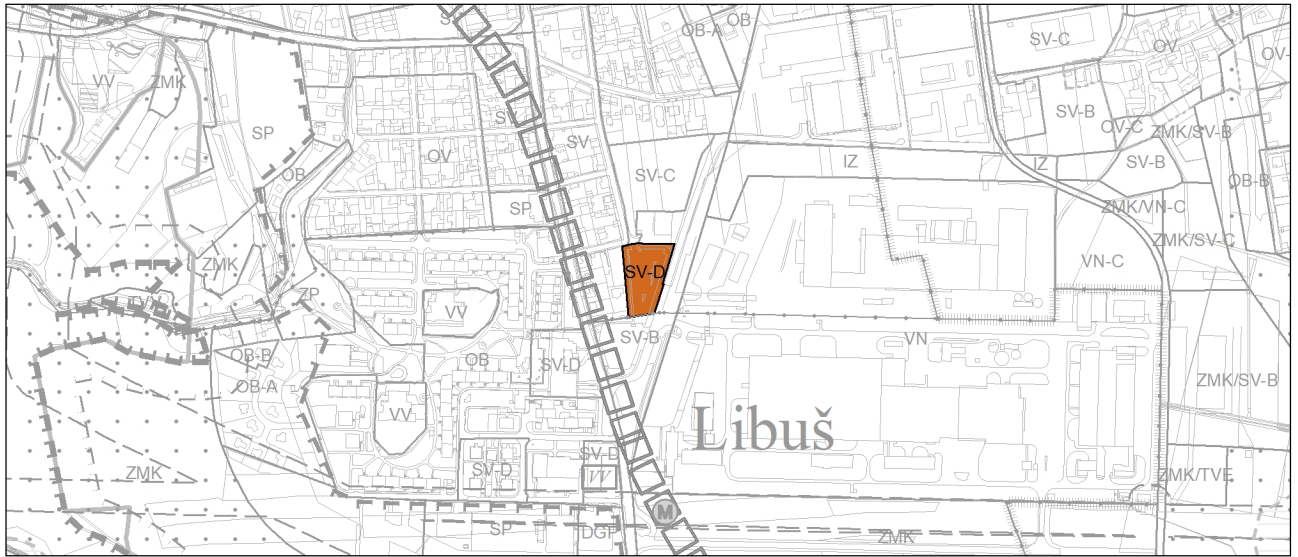 SV
OB
OB-A
SV-C
OV
OV-
VV
ZMK
SP
OB
OV
SV
SV
SV-B
OV-C
ZMK/SV-B
SV-C
IZ
IZ
SV-B
OB-B
SP
ZMK/VN-C
ZMK/SV-C
ZMK
SV-D
VN-C
ZP
TVV
VV
SV-B
VN
OB-B
OB
SV-D
OB-A
ZMK/SV-B
VV
Libuš
SV-D
SV-D
VV
ZMK
ZMK/TVE
M
SP
DGP
ZMK